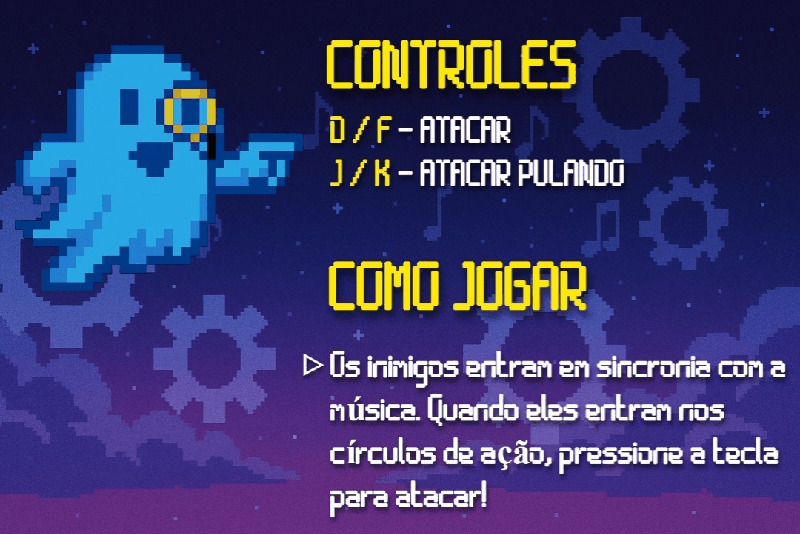 CONTROLES
D / F - ATACAR
J / K - ATACAR PULANDO
COMO JOGAR
Os inimigos entram em sincronia com a
música. Quando eles entram nos
círculos de ação, pressione a tecla
para atacar!